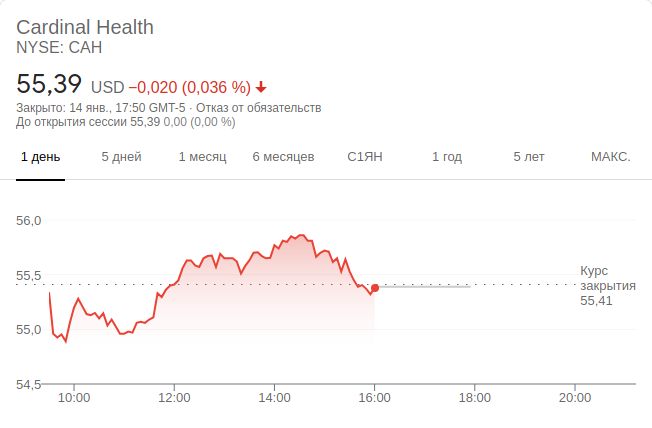 Cardinal Health
NYSE: CAH
55,39 USD −0,020 (0,036 %)
Закрыто: 14 янв., 17:50 GMT-5 · Отказ от обязательств
До открытия сессии 55,39 0,00 (0,00 %)
1 день 5 дней 1 месяц 6 месяцев С1ЯН 1 год 5 лет МАКС.
56,0
55,5
55,0
54,5
Курс
закрытия
55,41
10:00 12:00 14:00 16:00 18:00 20:00